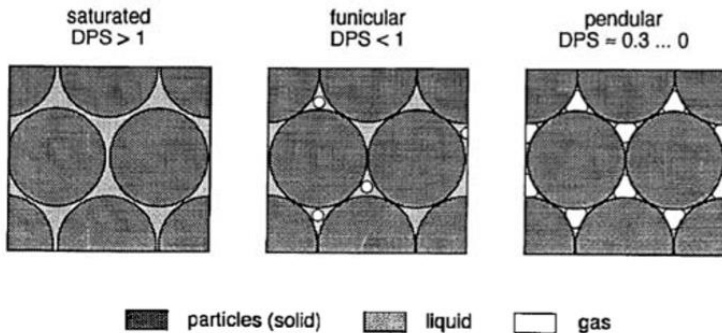 saturated
DPS > 1
funicular
DPS < 1
pendular
DPS = 0.3 ... 0
particles (solid)
liquid
gas